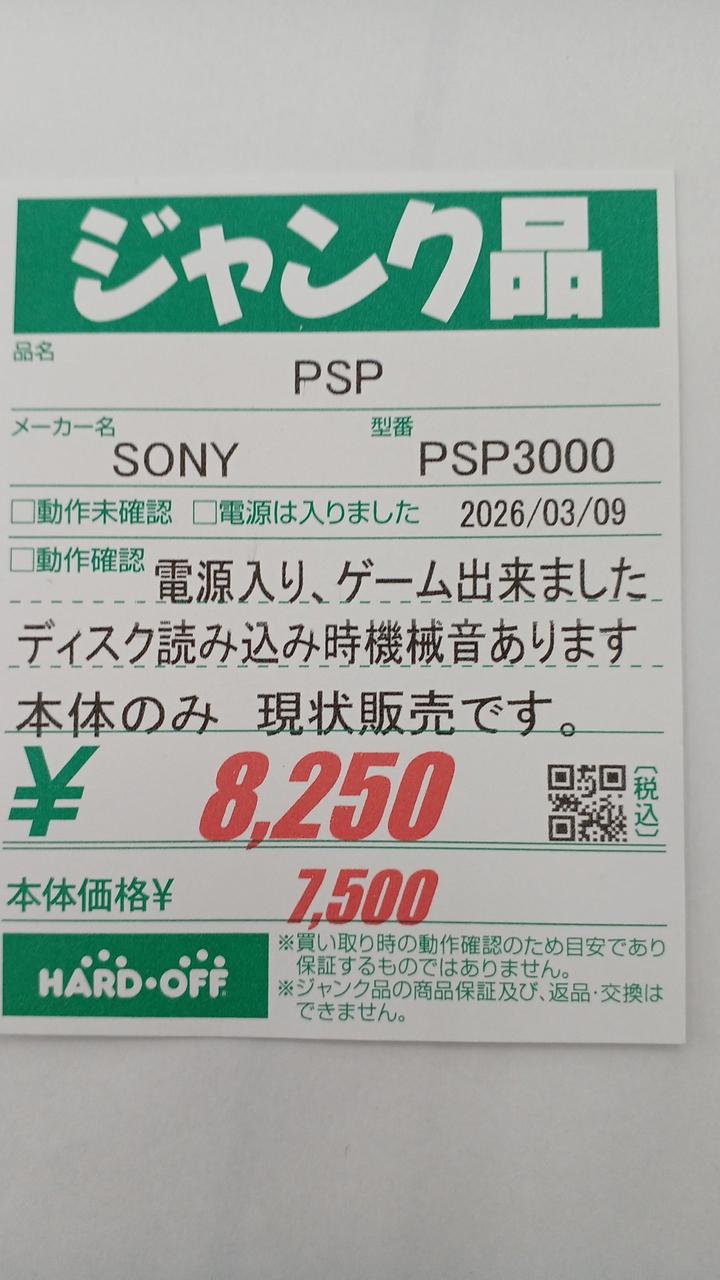 ジャンク品
品名
PSP
メーカー名 型番
SONY PSP3000
□動作未確認 □電源は入りました 2026/03/09
□動作確認 電源入り、ゲーム出来ました
ディスク読み込み時機械音あります
本体のみ 現状販売です。
¥ 8,250 〔税込〕
本体価格¥ 7,500
HARD・OFF
※買い取り時の動作確認のため目安であり
保証するものではありません。
※ジャンク品の商品保証及び、返品・交換は
できません。